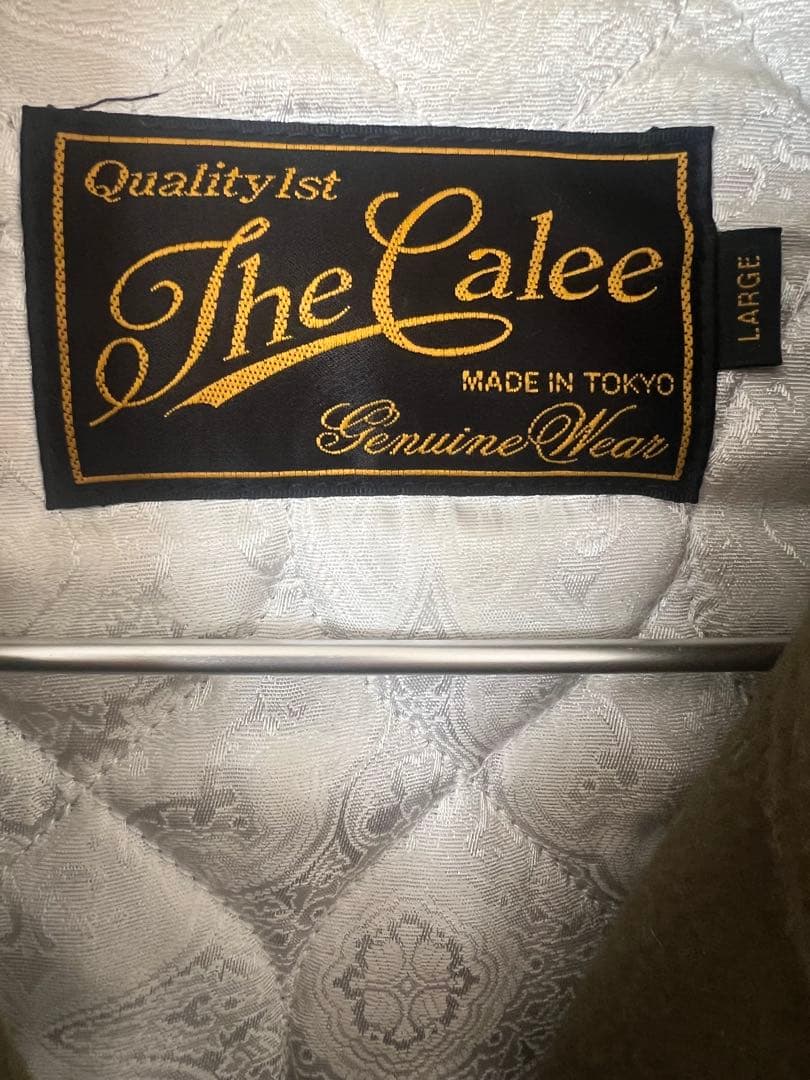 Quality 1st
The Calee
LARGE
MADE IN TOKYO
Genuine Wear